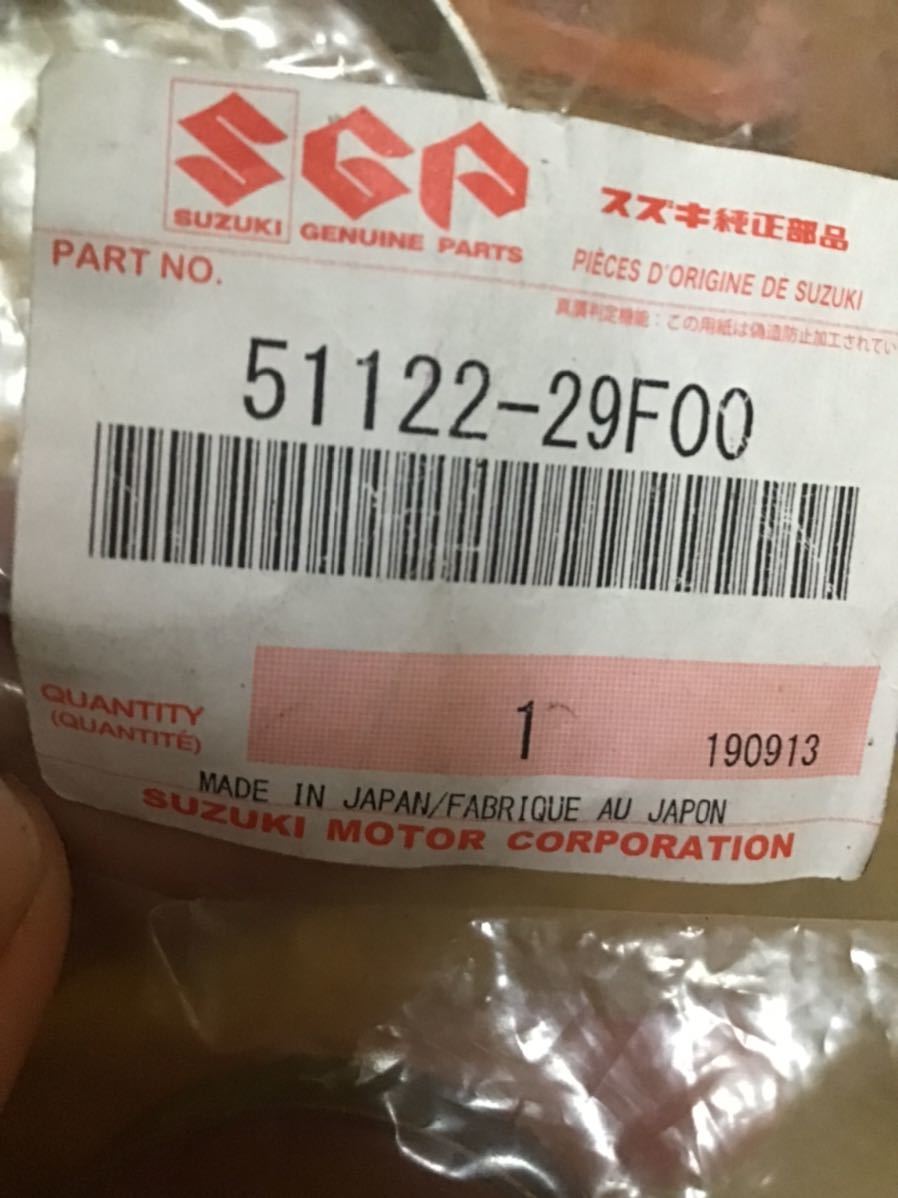 SUZUKI
SGP
GENUINE PARTS
スズキ純正部品
PIÈCES D'ORIGINE DE SUZUKI
PART NO.
真贋判定機能：この用紙は偽造防止加工されてい
51122-29F00
QUANTITY
(QUANTITÉ)
1
190913
MADE IN JAPAN/FABRIQUE AU JAPON
SUZUKI MOTOR CORPORATION